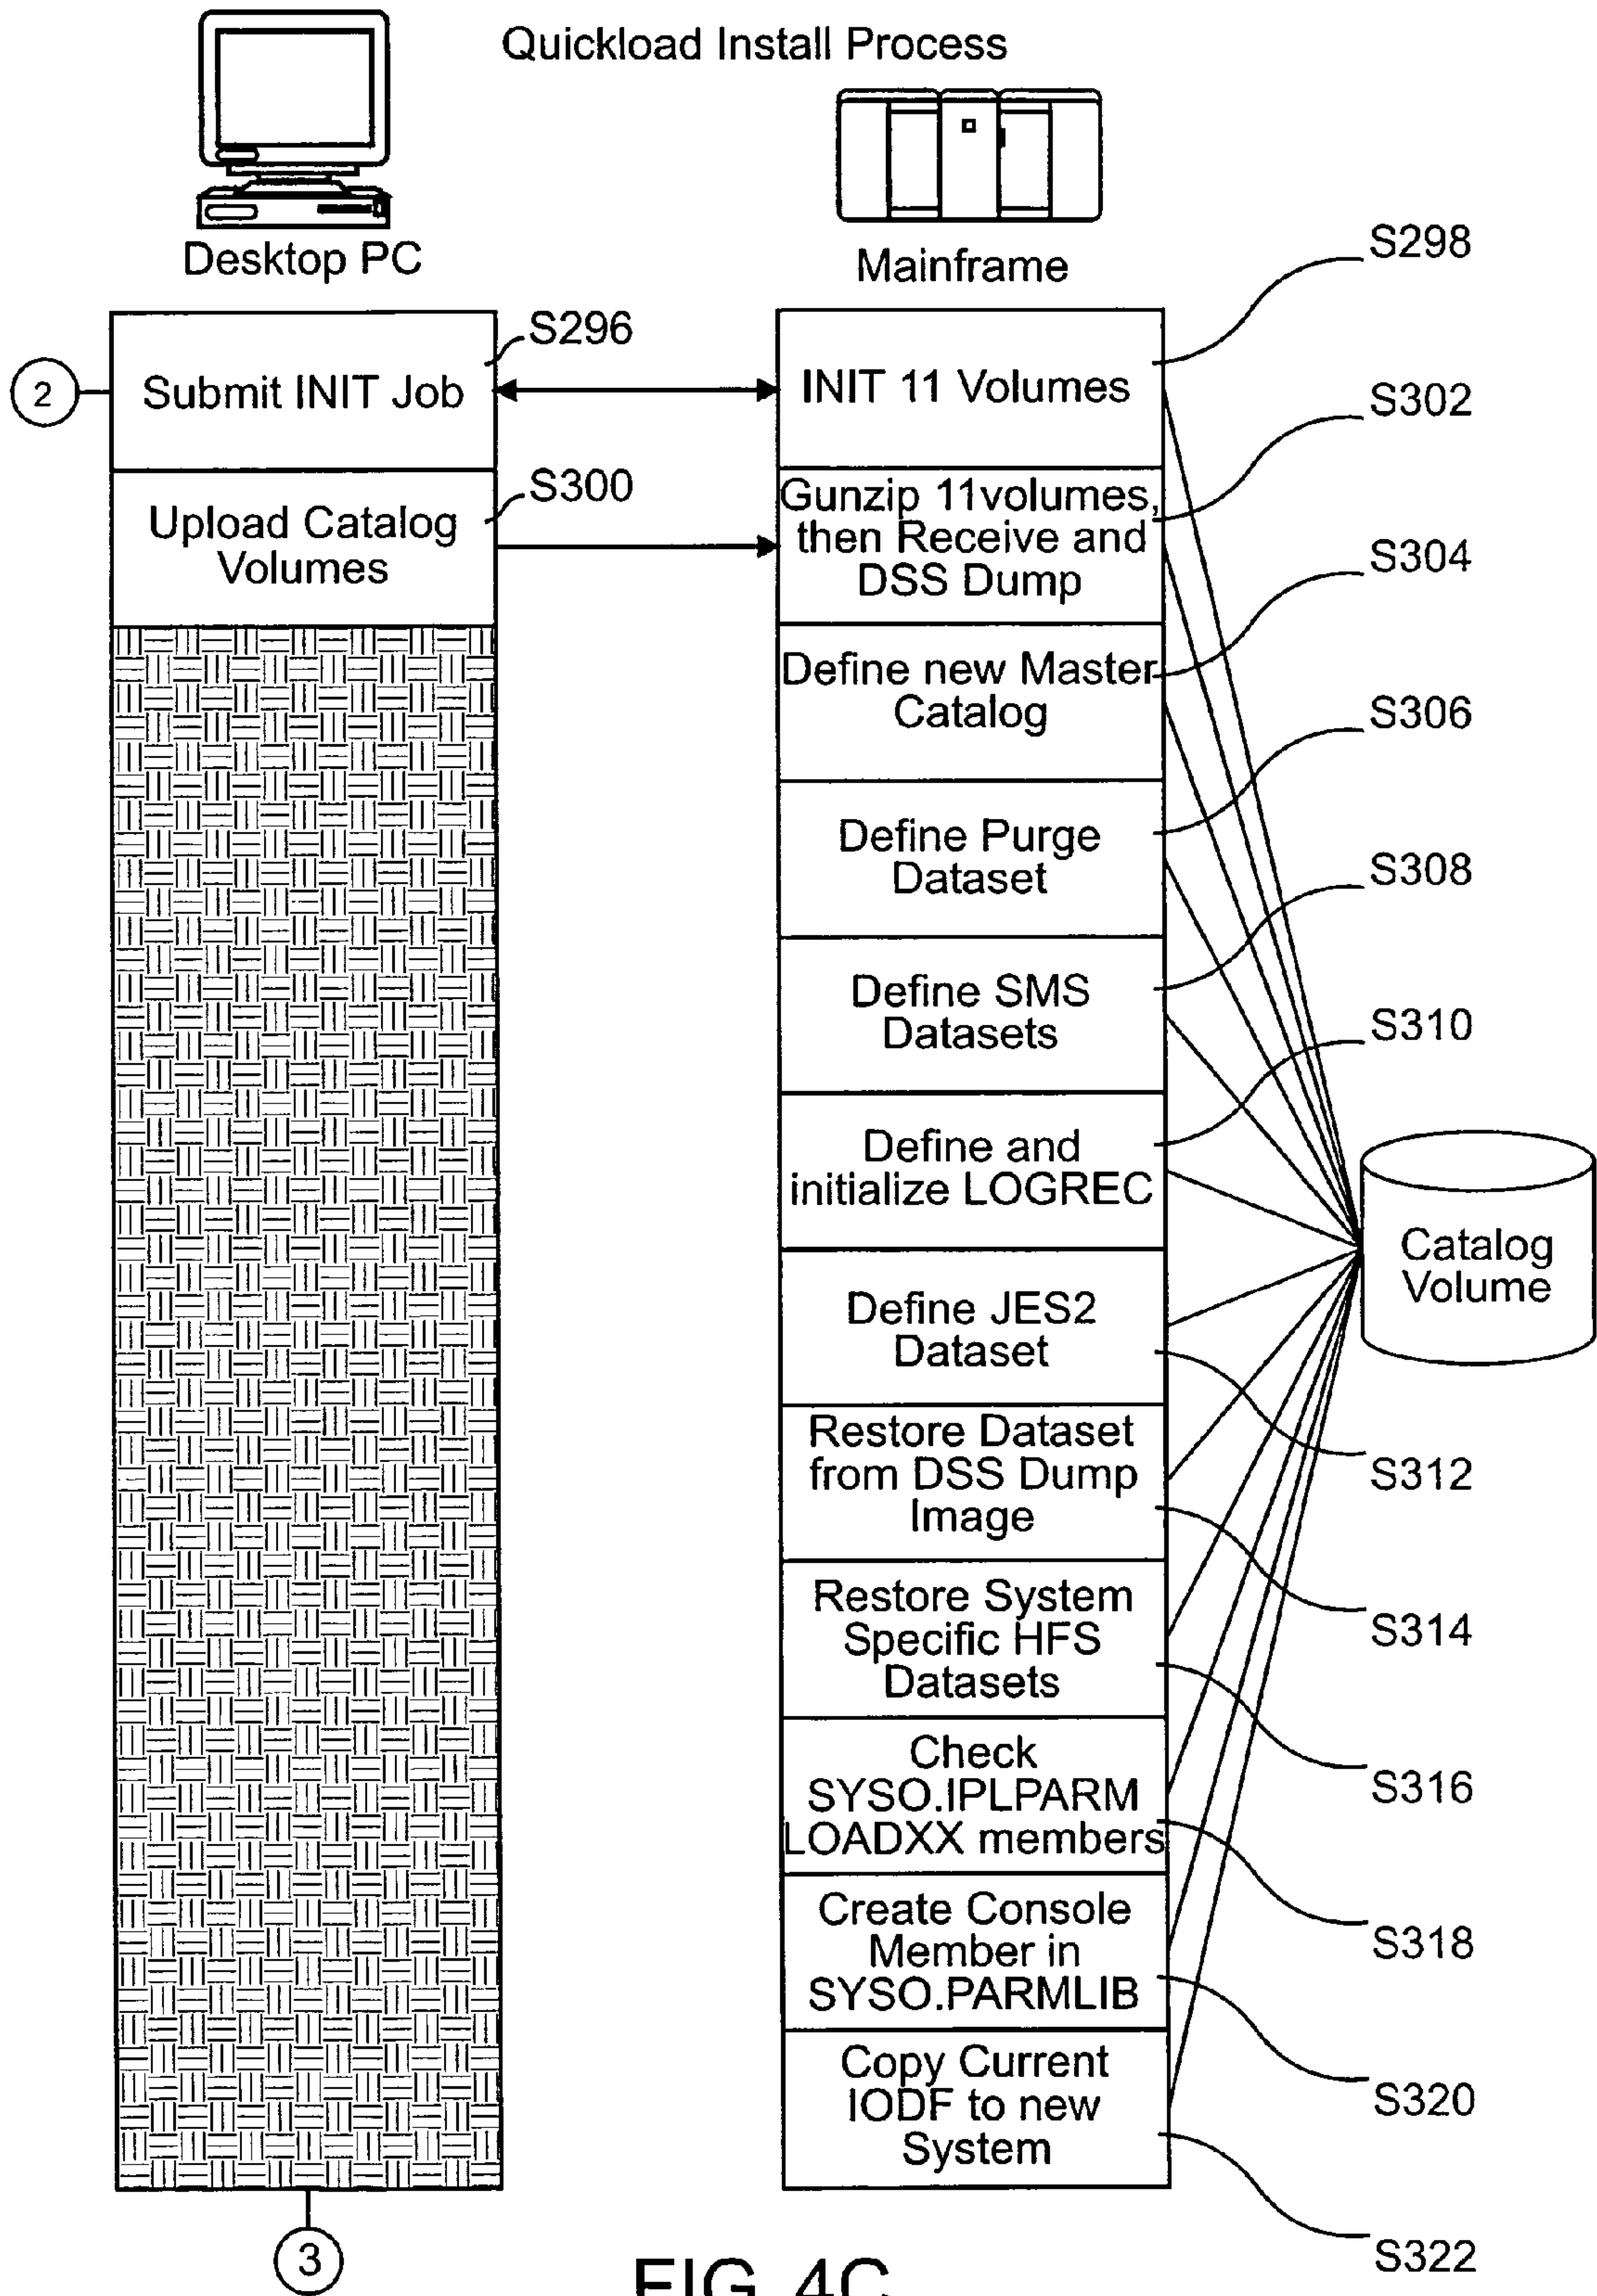 Quickload Install Process
Desktop PC
Mainframe
S298
S296
2
Submit INIT Job
INIT 11 Volumes
S302
S300
Upload Catalog
Volumes
Gunzip 11volumes,
then Receive and
DSS Dump
S304
Define new Master
Catalog
S306
Define Purge
Dataset
S308
Define SMS
Datasets
S310
Define and
initialize LOGREC
Catalog
Volume
Define JES2
Dataset
S312
Restore Dataset
from DSS Dump
Image
S314
Restore System
Specific HFS
Datasets
S316
Check
SYSO.IPLPARM
LOADXX members
S318
Create Console
Member in
SYSO.PARMLIB
S320
Copy Current
IODF to new
System
S322
3
FIG. 4C